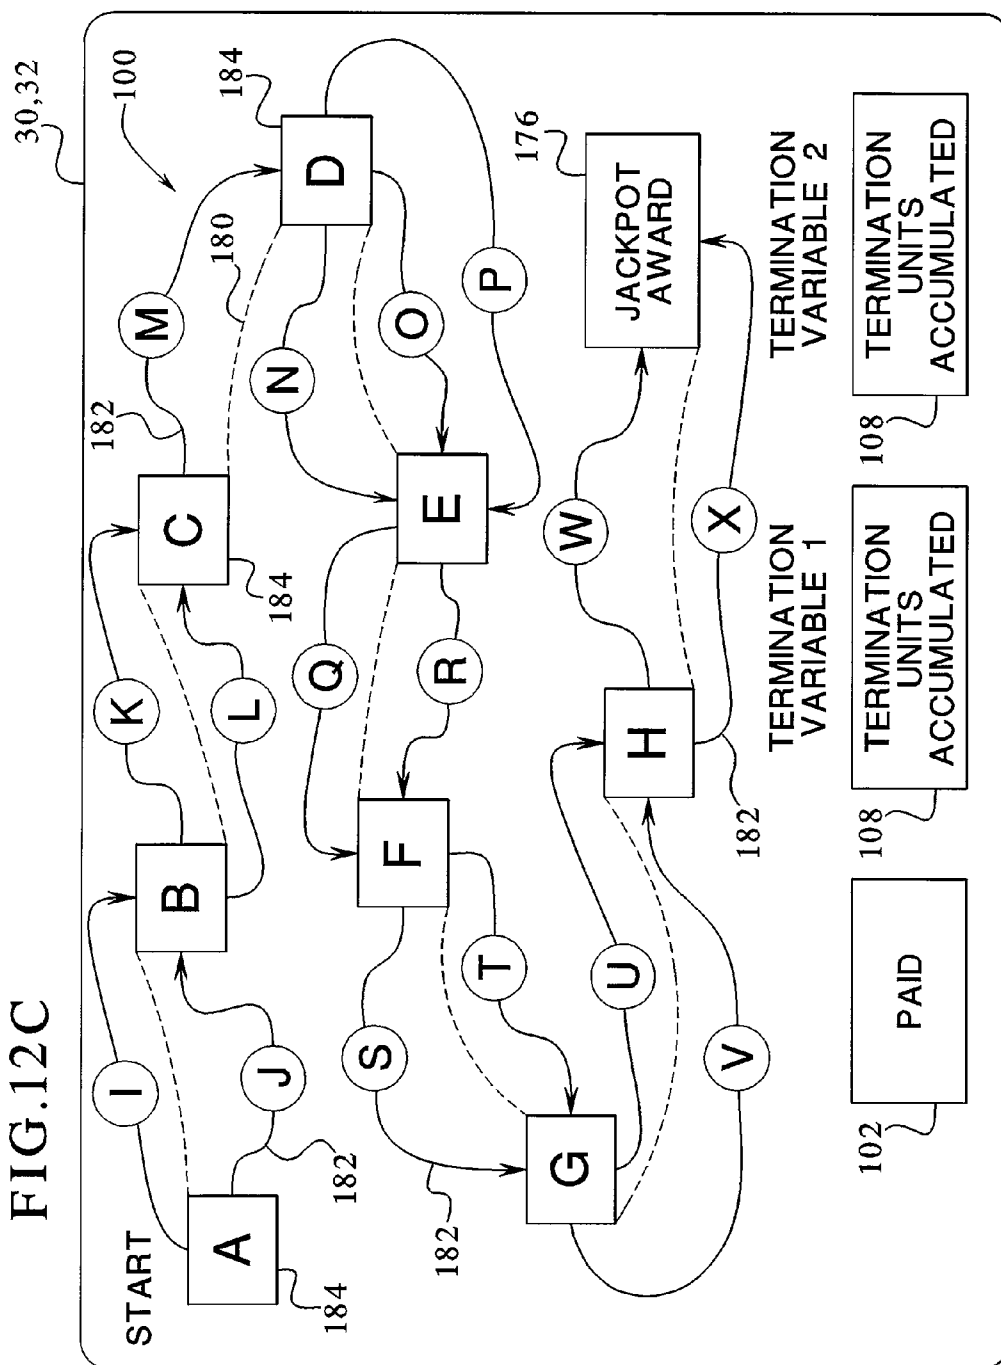 FIG.12C
30,32
100
START
A
184
I
J
182
B
K
L
C
184
182
M
180
D
184
N
O
P
E
Q
R
F
S
182
T
G
U
V
H
182
W
X
JACKPOT
AWARD
176
PAID
102
TERMINATION
VARIABLE 1
TERMINATION
UNITS
ACCUMULATED
108
TERMINATION
VARIABLE 2
TERMINATION
UNITS
ACCUMULATED
108